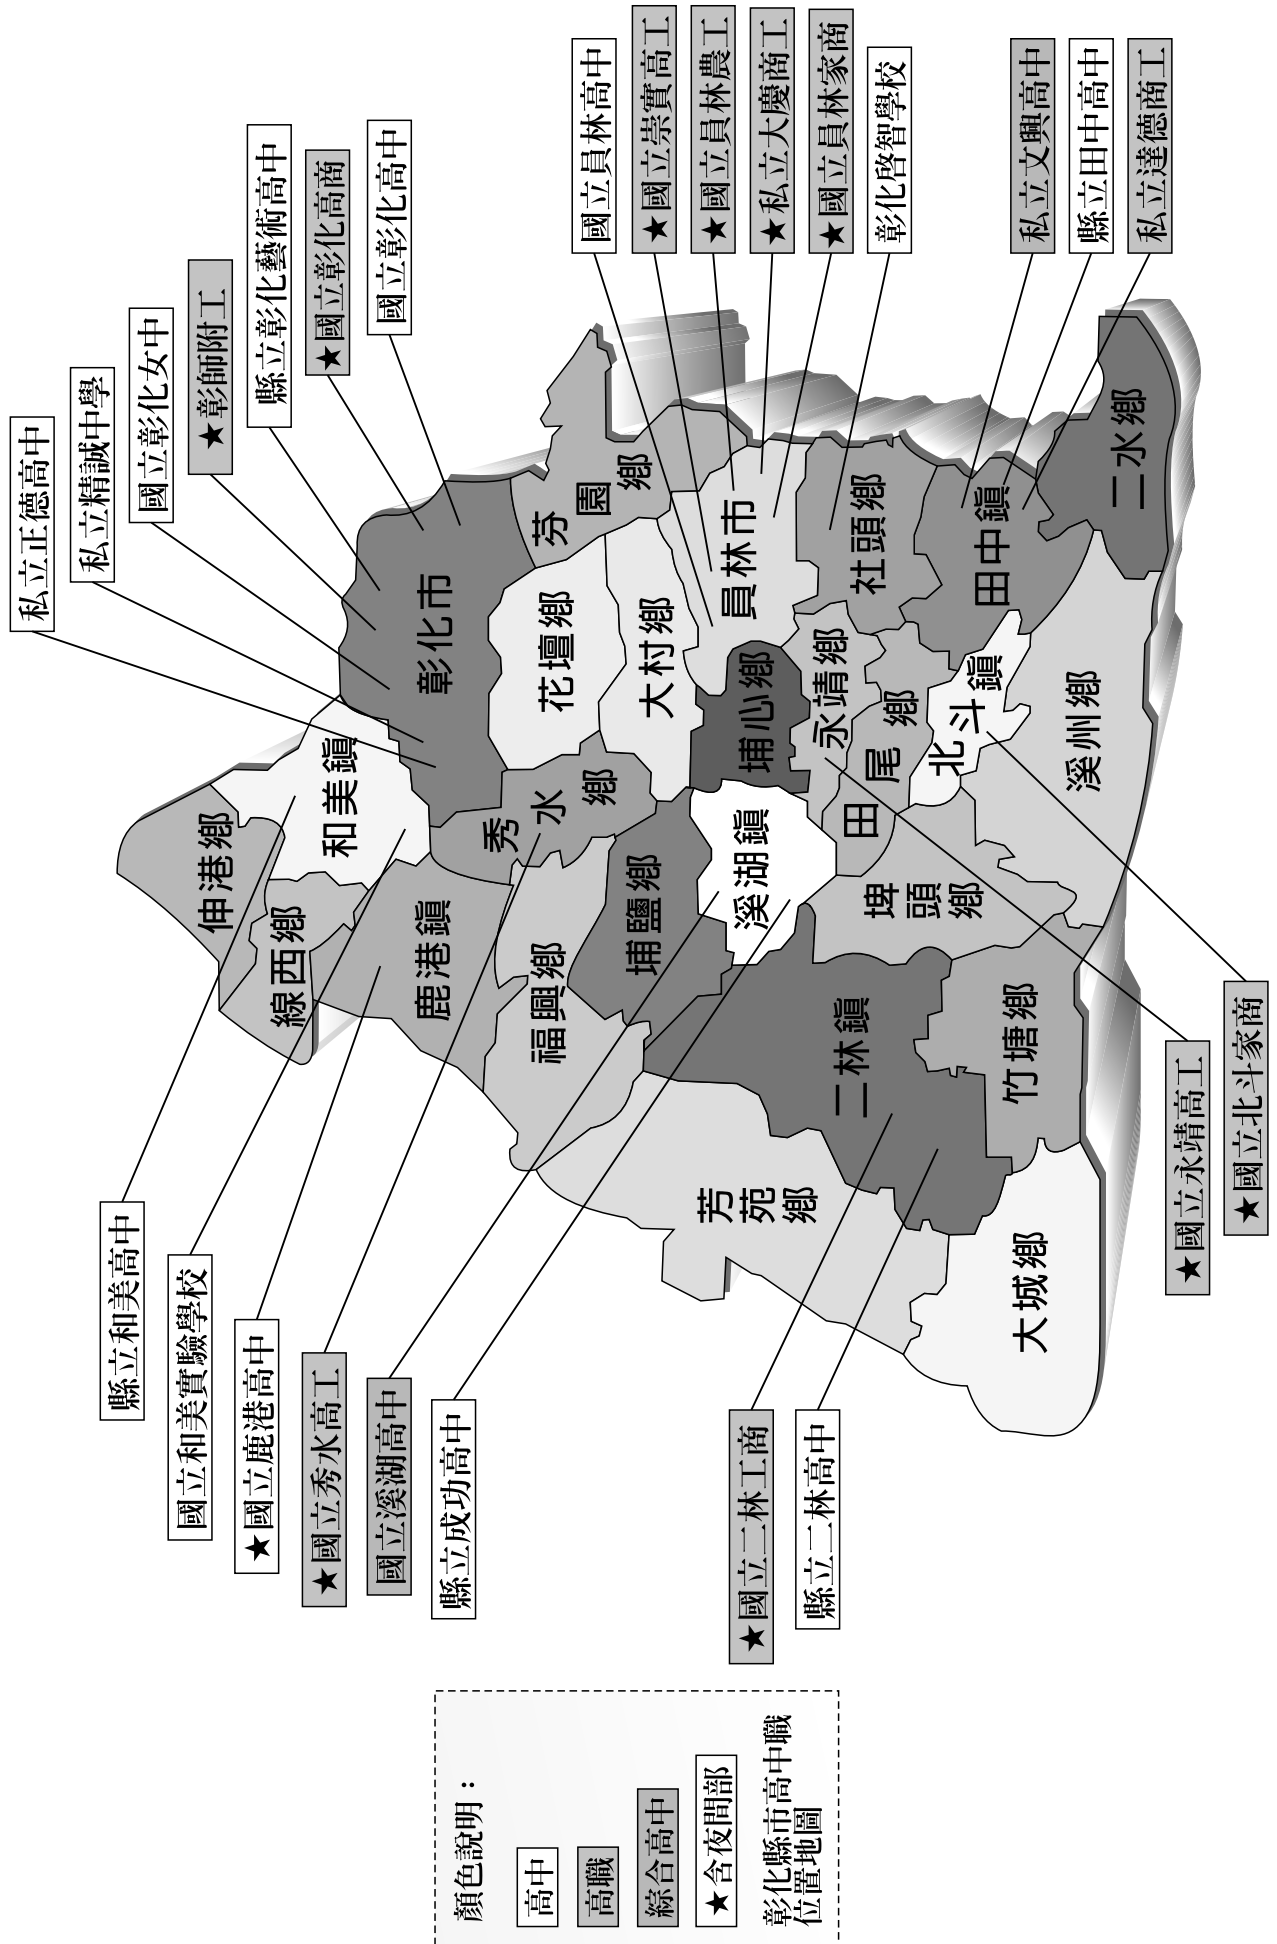 私立正德高中
私立精誠中學
國立彰化女中
★彰師附工
縣立彰化藝術高中
★國立彰化高商
國立彰化高中
國立員林高中
★國立崇實高工
★國立員林農工
★私立大慶商工
★國立員林家商
彰化啓智學校
私立文興高中
縣立田中高中
私立達德商工
伸港鄉
線西鄉
和美鎮
彰化市
鹿港鎮
秀水鄉
福興鄉
花壇鄉
芬園鄉
大村鄉
埔鹽鄉
員林市
埔心鄉
溪湖鎮
永靖鄉
社頭鄉
田尾鄉
埤頭鄉
北斗鎮
田中鎮
二水鄉
溪州鄉
二林鎮
竹塘鄉
芳苑鄉
大城鄉
縣立和美高中
國立和美實驗學校
★國立鹿港高中
★國立秀水高工
國立溪湖高中
縣立成功高中
★國立二林工商
縣立二林高中
★國立永靖高工
★國立北斗家商
顏色說明：
高中
高職
綜合高中
★含夜間部
彰化縣市高中職
位置地圖